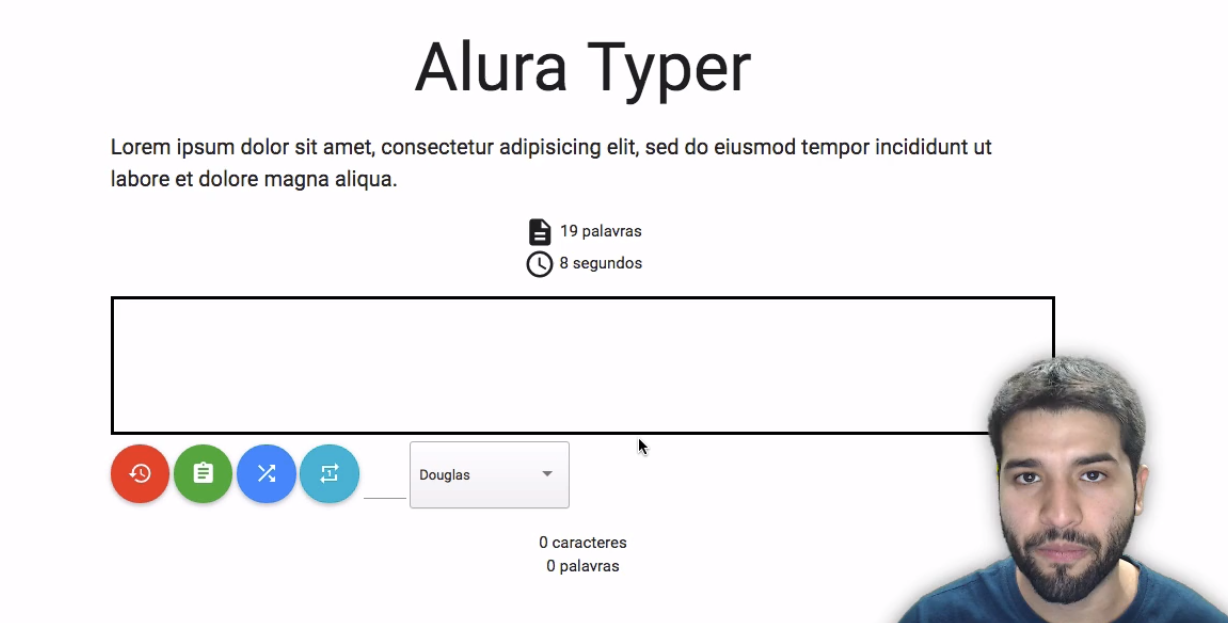 Alura Typer
Lorem ipsum dolor sit amet, consectetur adipisicing elit, sed do eiusmod tempor incididunt ut
labore et dolore magna aliqua.
19 palavras
8 segundos
1
Douglas
0 caracteres
0 palavras